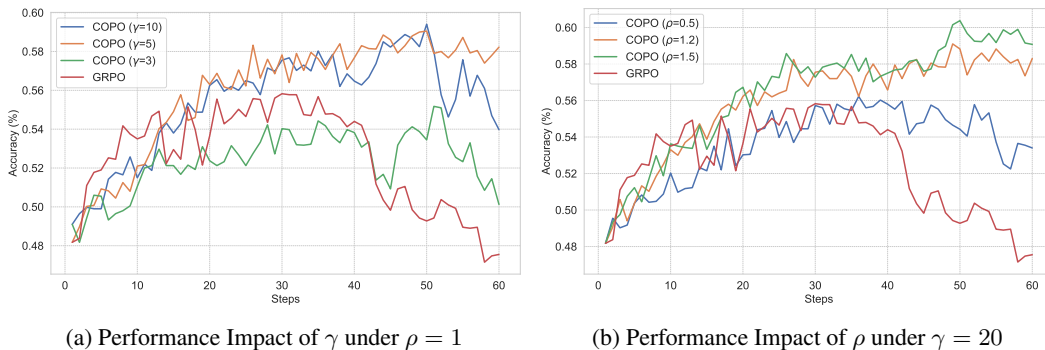 0.60
0.58
0.56
0.54
0.52
0.50
0.48
Accuracy (%)
COPO (γ=10)
COPO (γ=5)
COPO (γ=3)
GRPO
0 10 20 30 40 50 60
Steps
(a) Performance Impact of γ under ρ = 1
0.60
0.58
0.56
0.54
0.52
0.50
0.48
Accuracy (%)
COPO (ρ=0.5)
COPO (ρ=1.2)
COPO (ρ=1.5)
GRPO
0 10 20 30 40 50 60
Steps
(b) Performance Impact of ρ under γ = 20